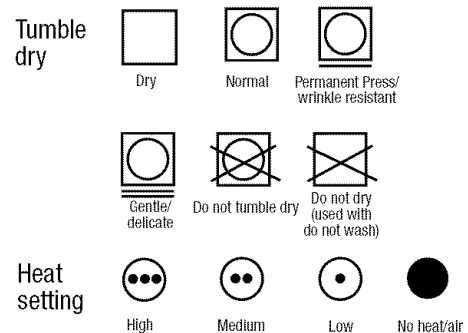 Tumble
dry
Dry
Normal
Permanent Press/
wrinkle resistant
Gentle/
delicate
Do not tumble dry
Do not dry
(used with
do not wash)
Heat
setting
High
Medium
Low
No heat/air